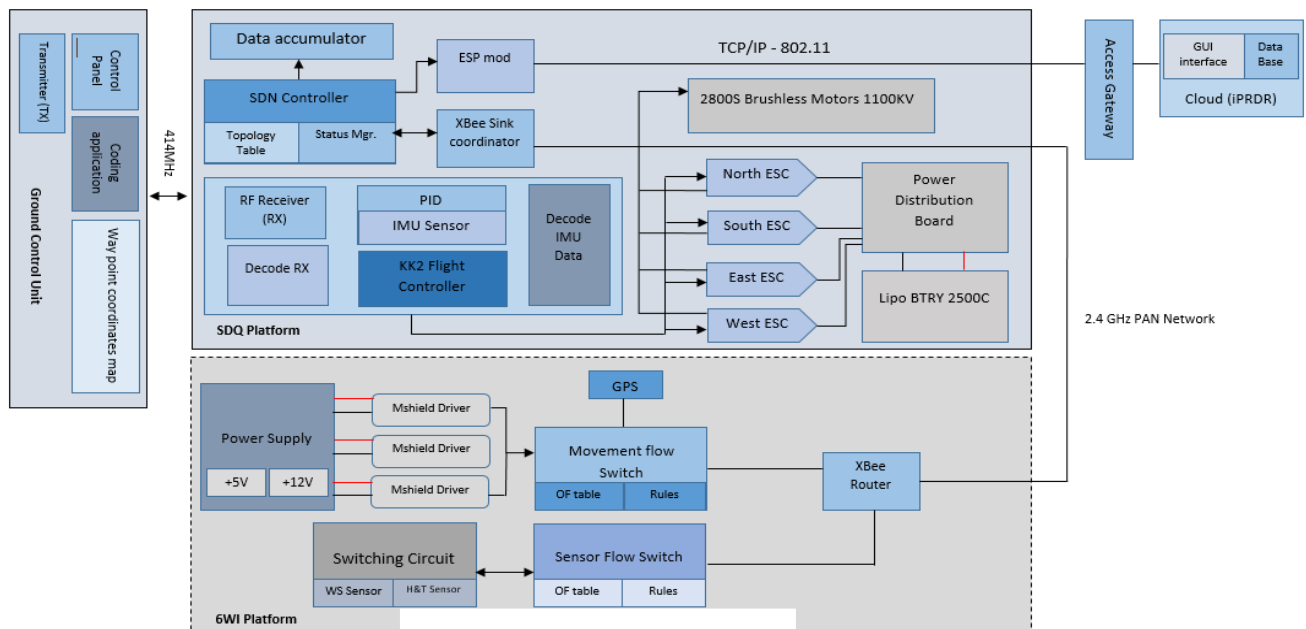 Transmitter (TX)
Control
Panel
Coding
application
Way point coordinates map
Ground Control Unit
414MHz
Data accumulator
ESP mod
TCP/IP - 802.11
SDN Controller
Topology
Table
Status Mgr.
XBee Sink
coordinator
2800S Brushless Motors 1100KV
RF Receiver
(RX)
Decode RX
PID
IMU Sensor
KK2 Flight
Controller
Decode
IMU
Data
North ESC
South ESC
East ESC
West ESC
Power
Distribution
Board
Lipo BTRY 2500C
SDQ Platform
Access Gateway
GUI
interface
Data
Base
Cloud (iPRDR)
2.4 GHz PAN Network
Power Supply
+5V
+12V
Mshield Driver
Mshield Driver
Mshield Driver
GPS
Movement flow
Switch
OF table
Rules
XBee
Router
Switching Circuit
WS Sensor
H&T Sensor
Sensor Flow Switch
OF table
Rules
6WI Platform